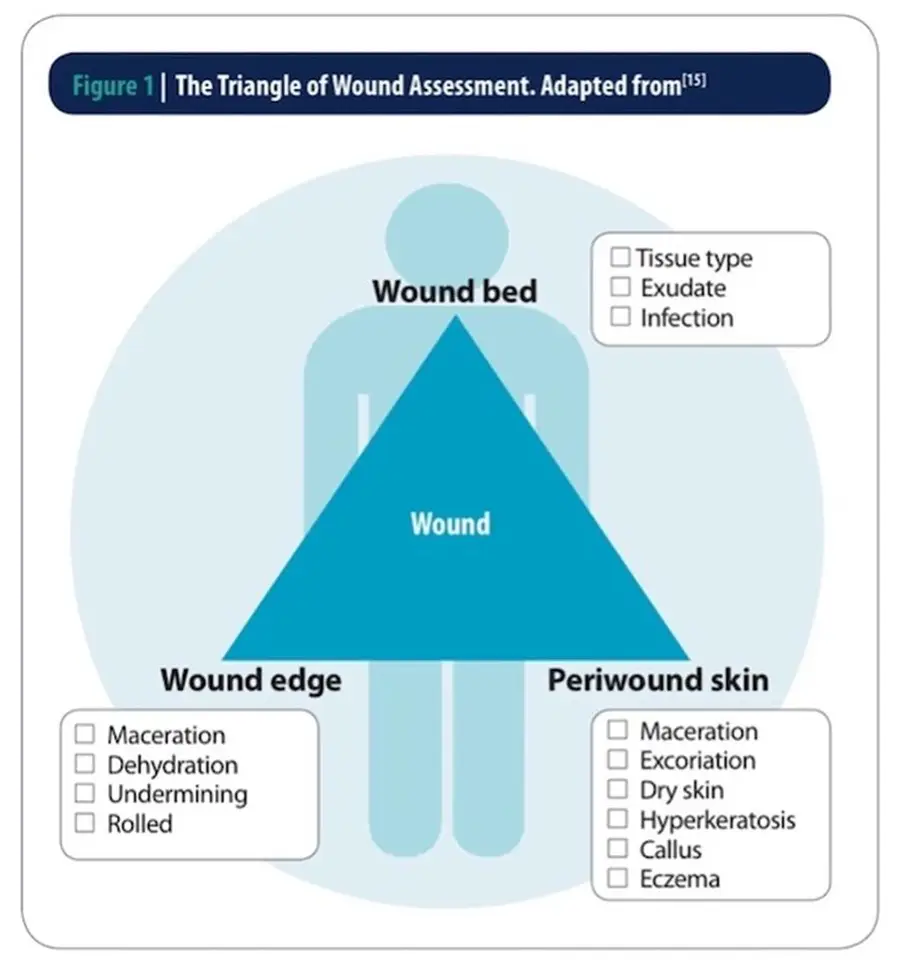 Figure 1 | The Triangle of Wound Assessment. Adapted from[15]
Wound bed
Tissue type
Exudate
Infection
Wound
Wound edge
Maceration
Dehydration
Undermining
Rolled
Periwound skin
Maceration
Excoriation
Dry skin
Hyperkeratosis
Callus
Eczema